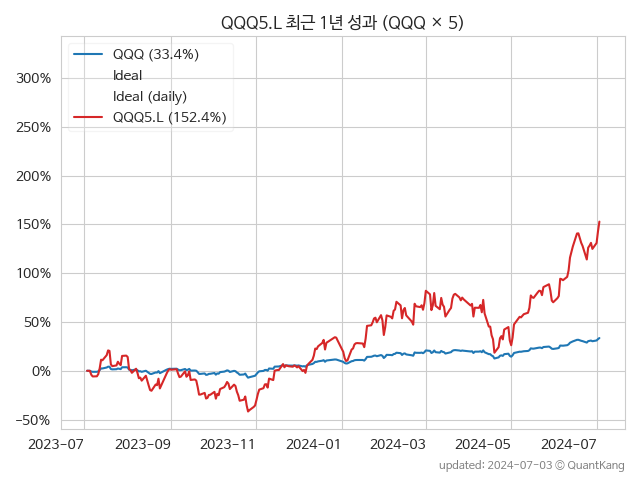 QQQ5.L 최근 1년 성과 (QQQ × 5)
QQQ (33.4%)
Ideal
Ideal (daily)
QQQ5.L (152.4%)
300%
250%
200%
150%
100%
50%
0%
−50%
2023-07
2023-09
2023-11
2024-01
2024-03
2024-05
2024-07
updated: 2024-07-03 © QuantKang